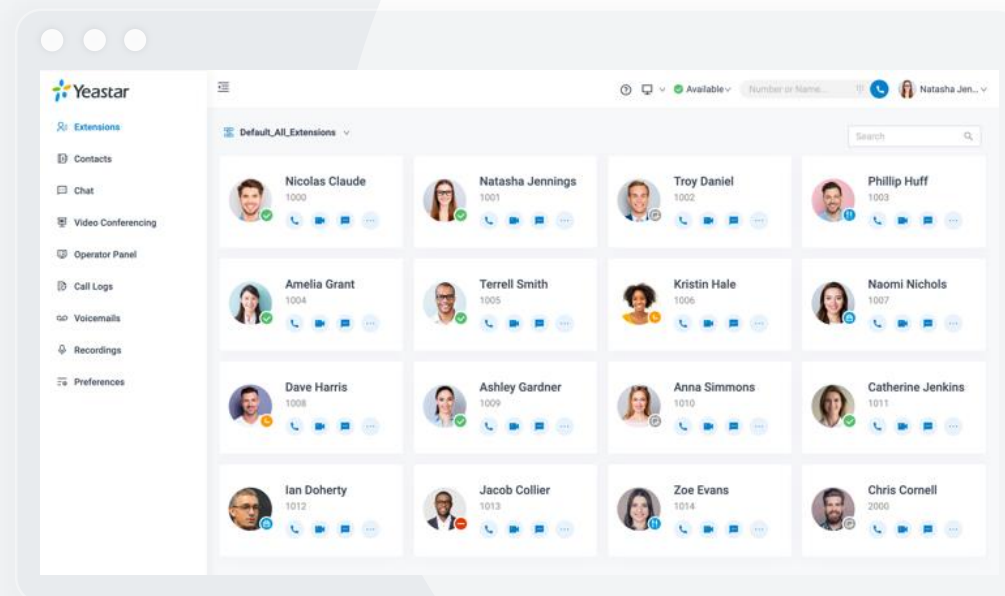 Yeastar
Available
Number or Name...
Natasha Jen...
Extensions
Contacts
Chat
Video Conferencing
Operator Panel
Call Logs
Voicemails
Recordings
Preferences
Default_All_Extensions
Search
Nicolas Claude
1000
Natasha Jennings
1001
Troy Daniel
1002
Phillip Huff
1003
Amelia Grant
1004
Terrell Smith
1005
Kristin Hale
1006
Naomi Nichols
1007
Dave Harris
1008
Ashley Gardner
1009
Anna Simmons
1010
Catherine Jenkins
1011
Ian Doherty
1012
Jacob Collier
1013
Zoe Evans
1014
Chris Cornell
2000